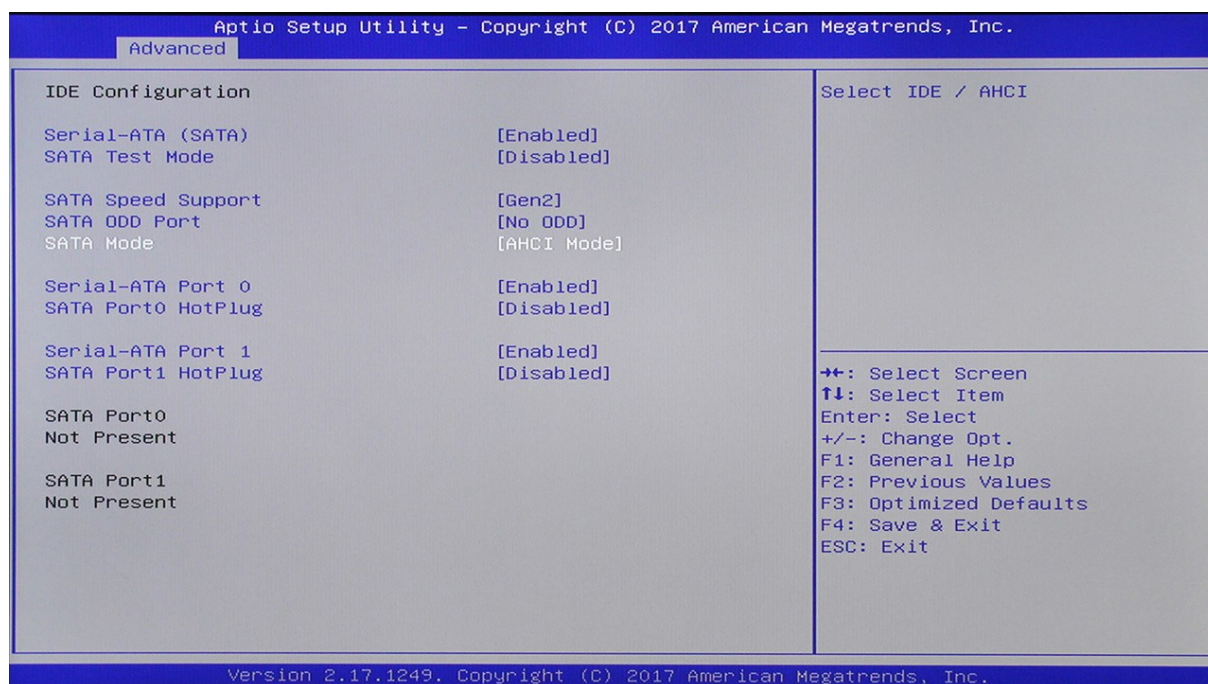 Aptio Setup Utility – Copyright (C) 2017 American Megatrends, Inc.
Advanced
IDE Configuration
Serial-ATA (SATA) [Enabled]
SATA Test Mode [Disabled]
SATA Speed Support [Gen2]
SATA ODD Port [No ODD]
SATA Mode [AHCI Mode]
Serial-ATA Port 0 [Enabled]
SATA Port0 HotPlug [Disabled]
Serial-ATA Port 1 [Enabled]
SATA Port1 HotPlug [Disabled]
SATA Port0
Not Present
SATA Port1
Not Present
Select IDE / AHCI
→←: Select Screen
↑↓: Select Item
Enter: Select
+/-: Change Opt.
F1: General Help
F2: Previous Values
F3: Optimized Defaults
F4: Save & Exit
ESC: Exit
Version 2.17.1249. Copyright (C) 2017 American Megatrends, Inc.